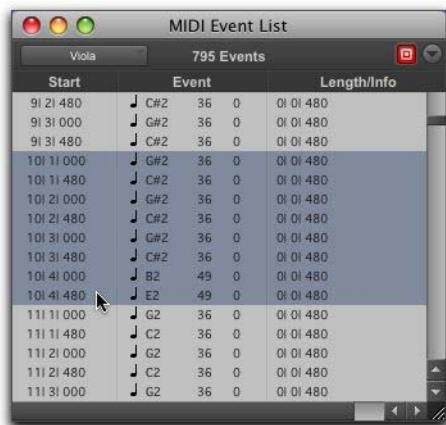 MIDI Event List
Viola 795 Events
Start Event Length/Info
9| 2| 480 C#2 36 0 0| 0| 480
9| 3| 000 G#2 36 0 0| 0| 480
9| 3| 480 C#2 36 0 0| 0| 480
10| 1| 000 G#2 36 0 0| 0| 480
10| 1| 480 C#2 36 0 0| 0| 480
10| 2| 000 G#2 36 0 0| 0| 480
10| 2| 480 C#2 36 0 0| 0| 480
10| 3| 000 G#2 36 0 0| 0| 480
10| 3| 480 C#2 36 0 0| 0| 480
10| 4| 000 B2 49 0 0| 0| 480
10| 4| 480 E2 49 0 0| 0| 480
11| 1| 000 G2 36 0 0| 0| 480
11| 1| 480 C2 36 0 0| 0| 480
11| 2| 000 G2 36 0 0| 0| 480
11| 2| 480 C2 36 0 0| 0| 480
11| 3| 000 G2 36 0 0| 0| 480